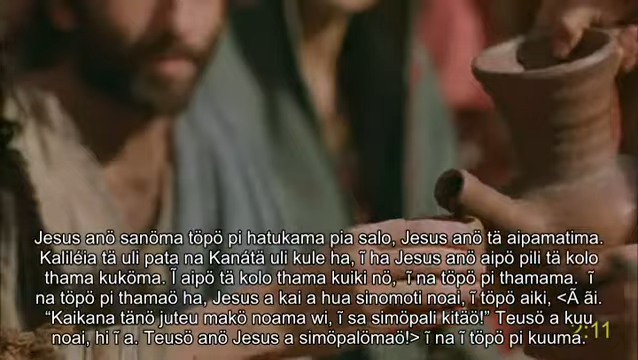 Jesus anö sanöma töpö pi hatukama pia salo, Jesus anö tä aipamatima.
Kaliléia tä uli pata na Kanátä uli kule ha, ĩ ha Jesus anö aipö pili tä kolo
thama kuköma. Ĩ aipö tä kolo thama kuiki nö, ĩ na töpö pi thamama. ĩ
na töpö pi thamaö ha, Jesus a kai a hua sinomoti noai, ĩ töpö aiki, <Ã ãi.
“Kaikana tänö juteu makö noama wi, ĩ sa simöpali kitäö!” Teusö a kuu
noai, hi ĩ a. Teusö anö Jesus a simöpalömaö!> ĩ na ĩ töpö pi kuuma.
2:11